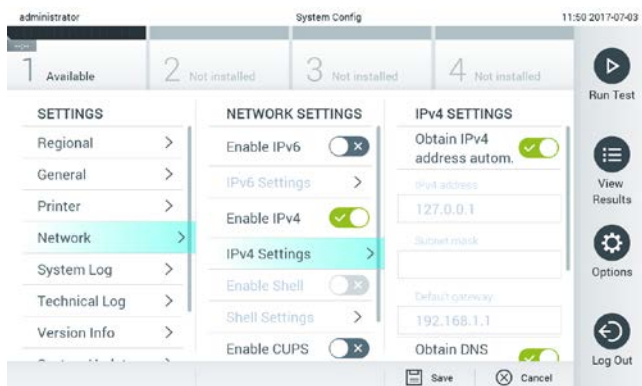 administrator System Config 11:50 2017-07-03
1 Available 2 Not installed 3 Not installed 4 Not installed
Run Test
SETTINGS
Regional
General
Printer
Network
System Log
Technical Log
Version Info
NETWORK SETTINGS
Enable IPv6
IPv6 Settings
Enable IPv4
IPv4 Settings
Enable Shell
Shell Settings
Enable CUPS
IPv4 SETTINGS
Obtain IPv4
address autom.
IPv4 address
127.0.0.1
Subnet mask
Default gateway
192.168.1.1
Obtain DNS
View
Results
Options
Log Out
Save Cancel